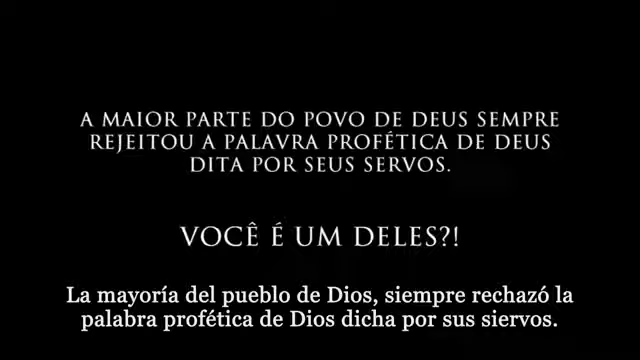 A MAIOR PARTE DO POVO DE DEUS SEMPRE
REJEITOU A PALAVRA PROFÉTICA DE DEUS
DITA POR SEUS SERVOS.
VOCÊ É UM DELES?!
La mayoría del pueblo de Dios, siempre rechazó la
palabra profética de Dios dicha por sus siervos.